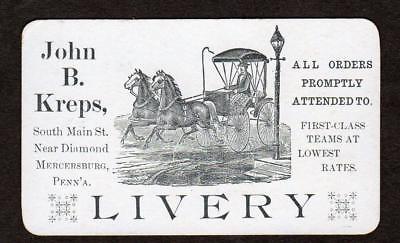 John
B.
Kreps,
South Main St.
Near Diamond
MERCERSBURG,
PENN'A.
ALL ORDERS
PROMPTLY
ATTENDED TO.
FIRST-CLASS
TEAMS AT
LOWEST
RATES.
LIVERY